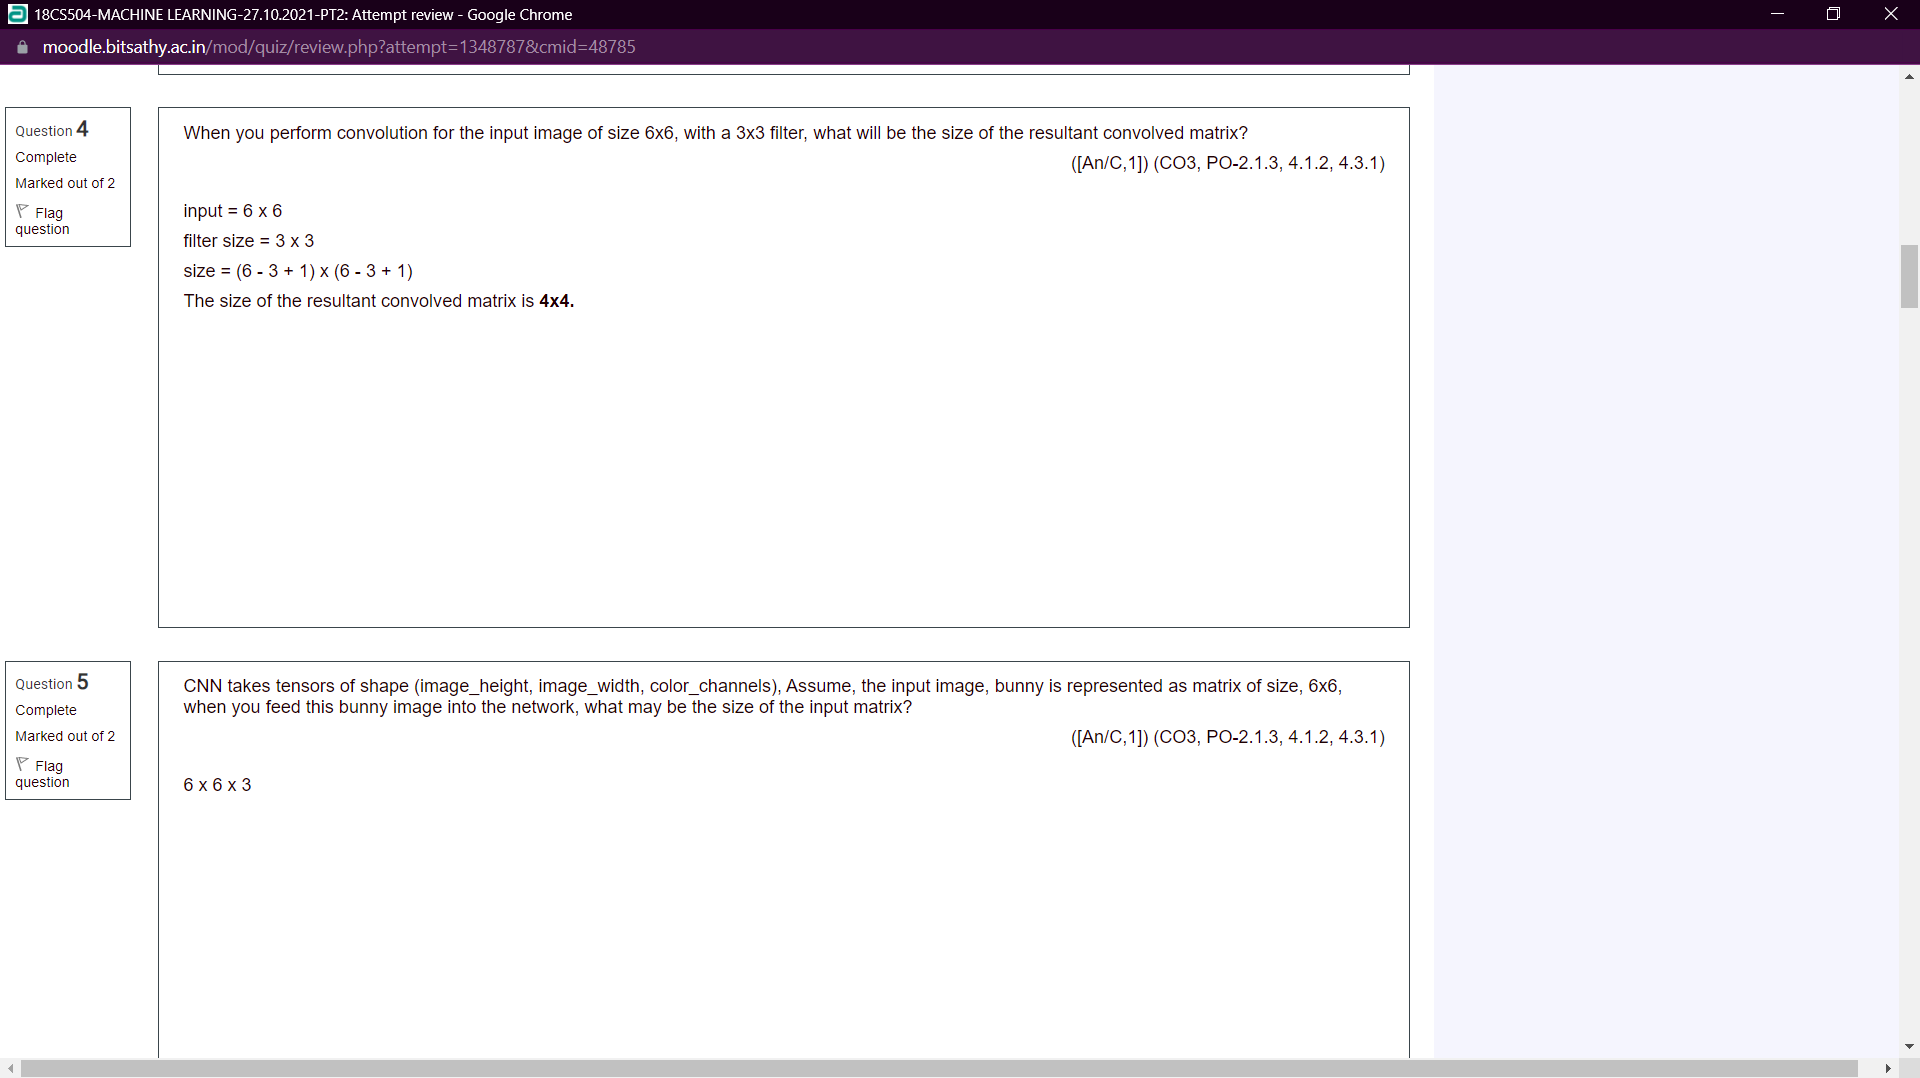 18CS504-MACHINE LEARNING-27.10.2021-PT2: Attempt review - Google Chrome
moodle.bitsathy.ac.in/mod/quiz/review.php?attempt=1348787&cmid=48785
Question 4
Complete
Marked out of 2
Flag
question
When you perform convolution for the input image of size 6x6, with a 3x3 filter, what will be the size of the resultant convolved matrix?
([An/C,1]) (CO3, PO-2.1.3, 4.1.2, 4.3.1)
input = 6 x 6
filter size = 3 x 3
size = (6 - 3 + 1) x (6 - 3 + 1)
The size of the resultant convolved matrix is 4x4.
Question 5
Complete
Marked out of 2
Flag
question
CNN takes tensors of shape (image_height, image_width, color_channels), Assume, the input image, bunny is represented as matrix of size, 6x6,
when you feed this bunny image into the network, what may be the size of the input matrix?
([An/C,1]) (CO3, PO-2.1.3, 4.1.2, 4.3.1)
6 x 6 x 3